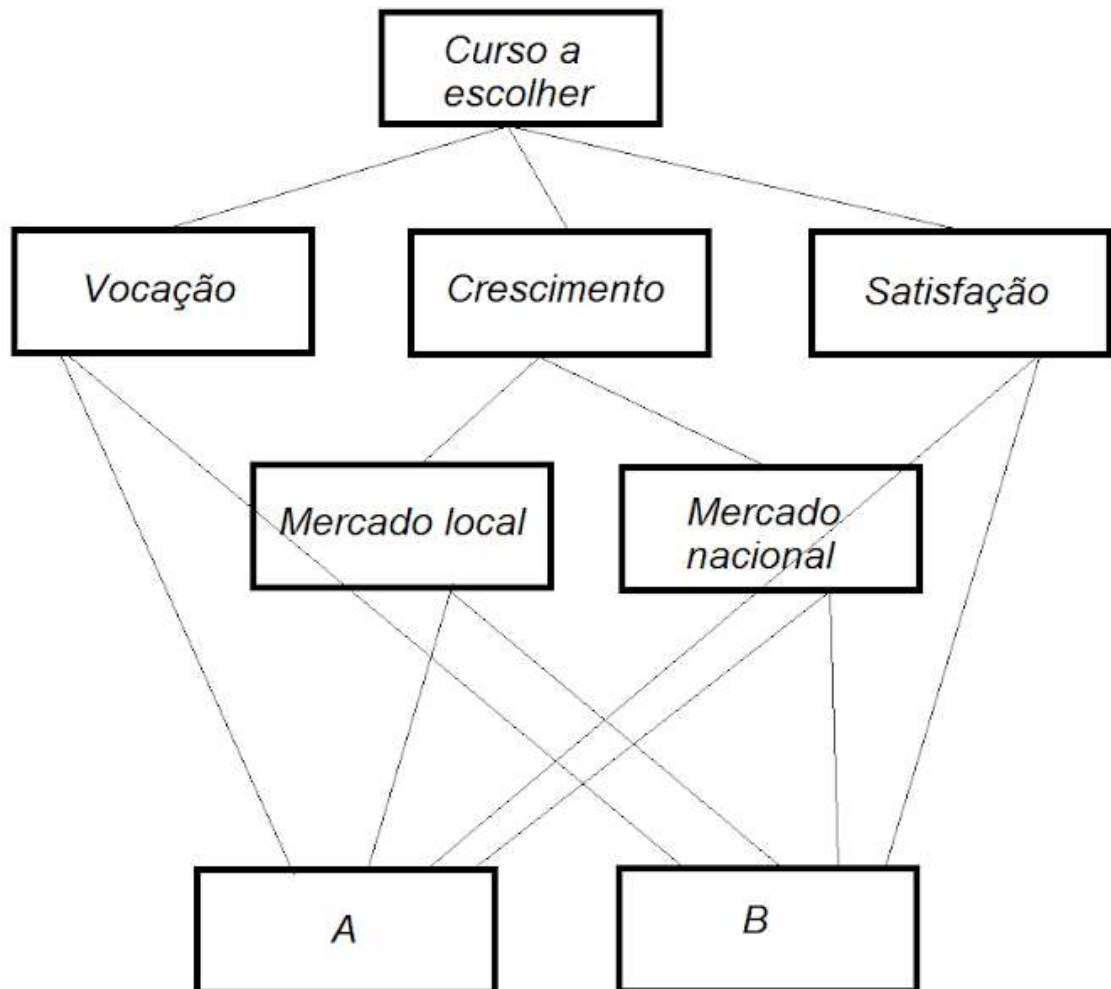 Curso a
escolher
Vocação
Crescimento
Satisfação
Mercado local
Mercado
nacional
A
B